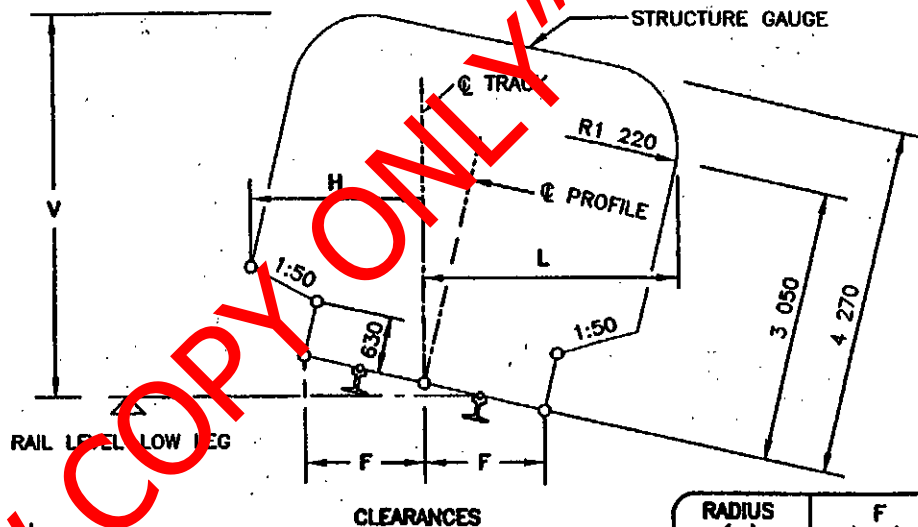 STRUCTURE GAUGE
℄ TRACK
R1 220
H
V
℄ PROFILE
L
1:50
1:50
3 050
4 270
630
RAIL LEVEL LOW LEG
F
F
CLEARANCES
RADIUS
F
COPY ONLY"